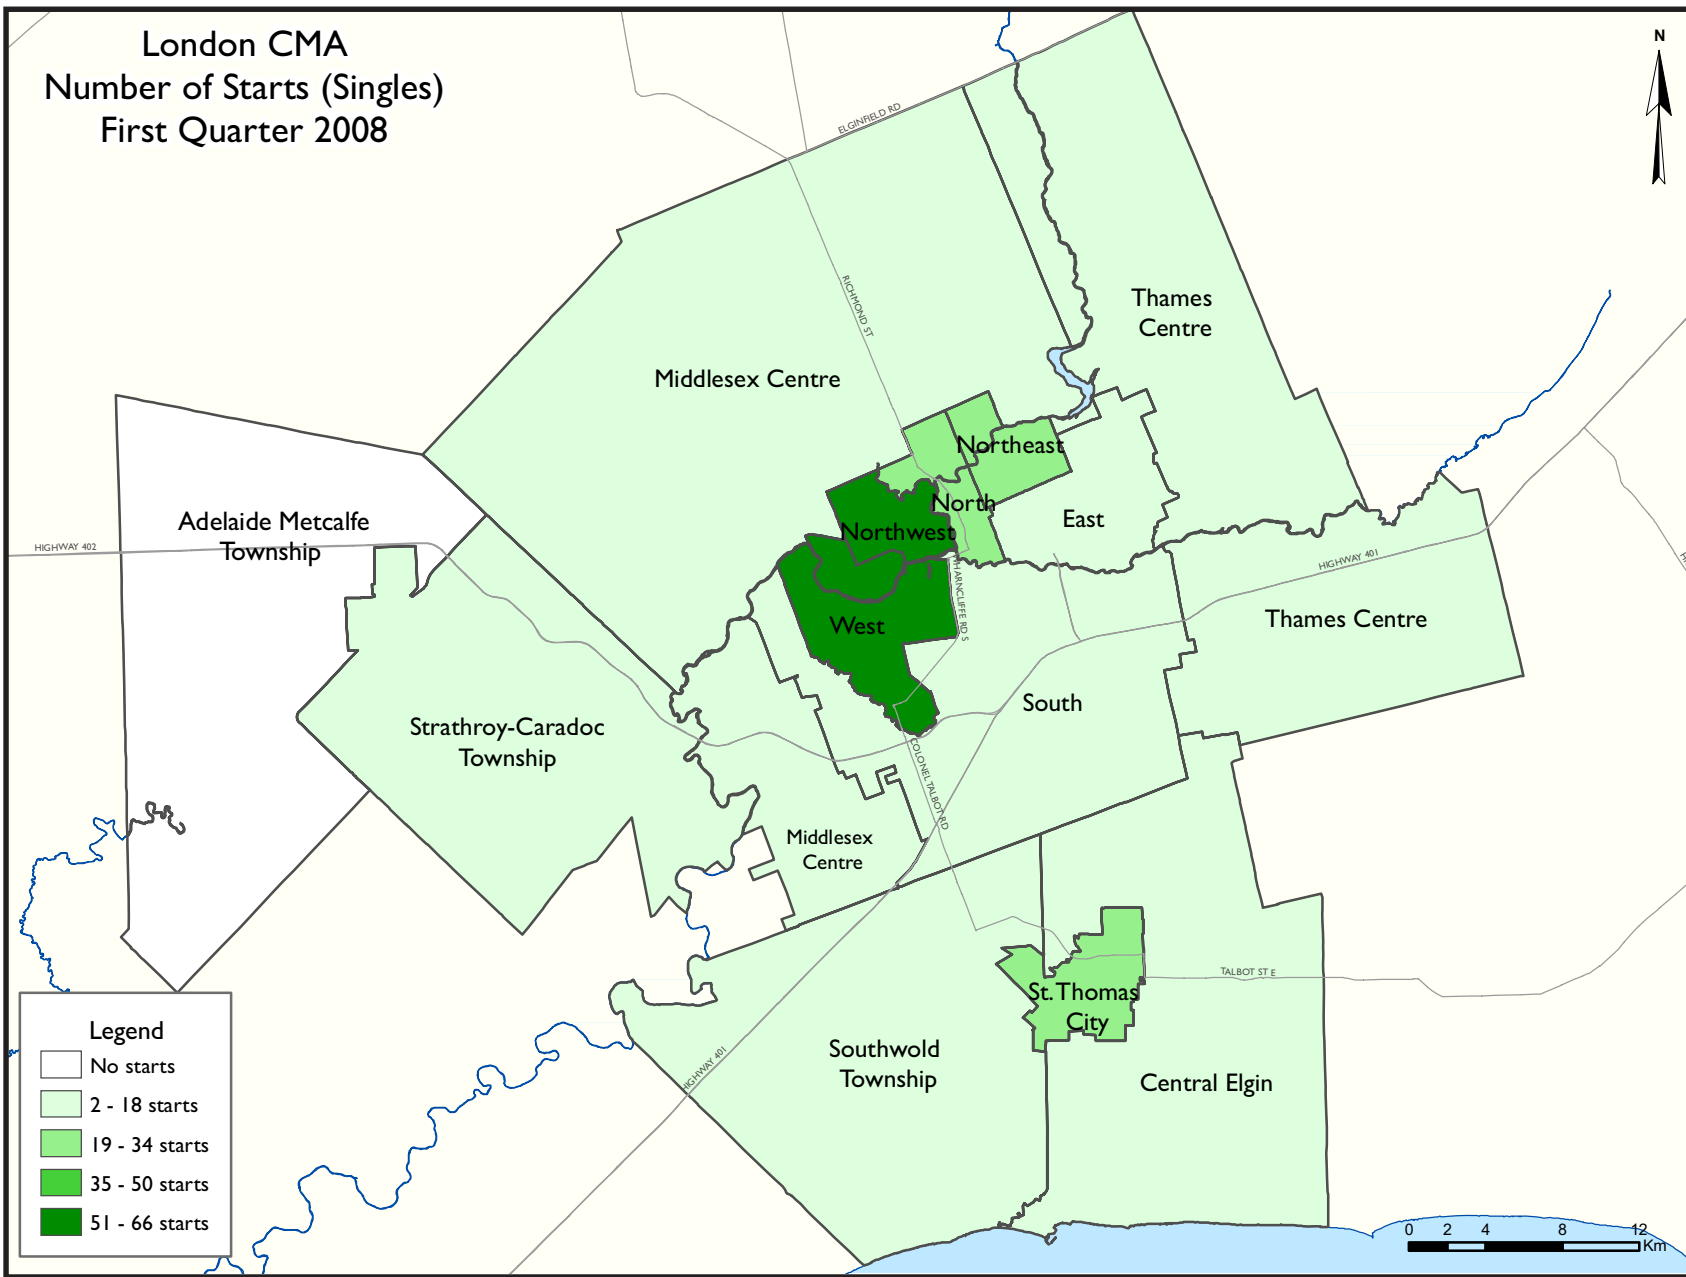 London CMA
Number of Starts (Singles)
First Quarter 2008
N
ELGINFIELD RD
RICHMOND ST
Thames
Centre
Middlesex Centre
Northeast
North
Northwest
East
Adelaide Metcalfe
Township
HIGHWAY 402
HIGHWAY 401
WHARNCLIFFE RD S
West
Thames Centre
South
Strathroy-Caradoc
Township
COLONEL TALBOT RD
Middlesex
Centre
TALBOT ST E
St. Thomas
City
Southwold
Township
HIGHWAY 401
Central Elgin
Legend
No starts
2 - 18 starts
19 - 34 starts
35 - 50 starts
51 - 66 starts
0 2 4 8 12
Km